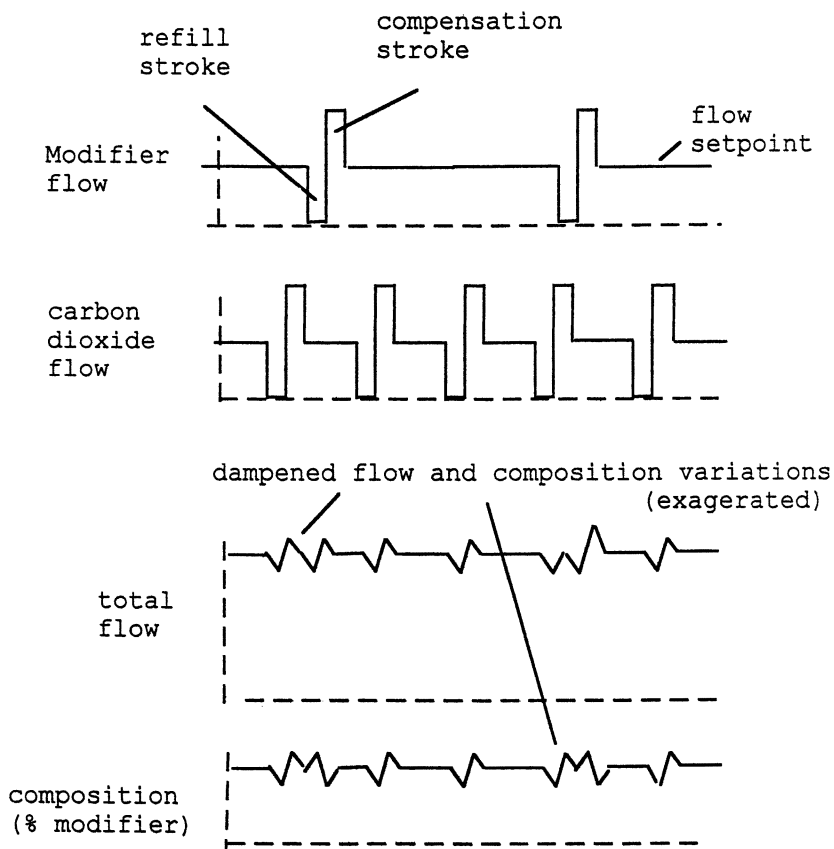 refill
stroke
compensation
stroke
Modifier
flow
flow
setpoint
carbon
dioxide
flow
dampened flow and composition variations
(exagerated)
total
flow
composition
(% modifier)